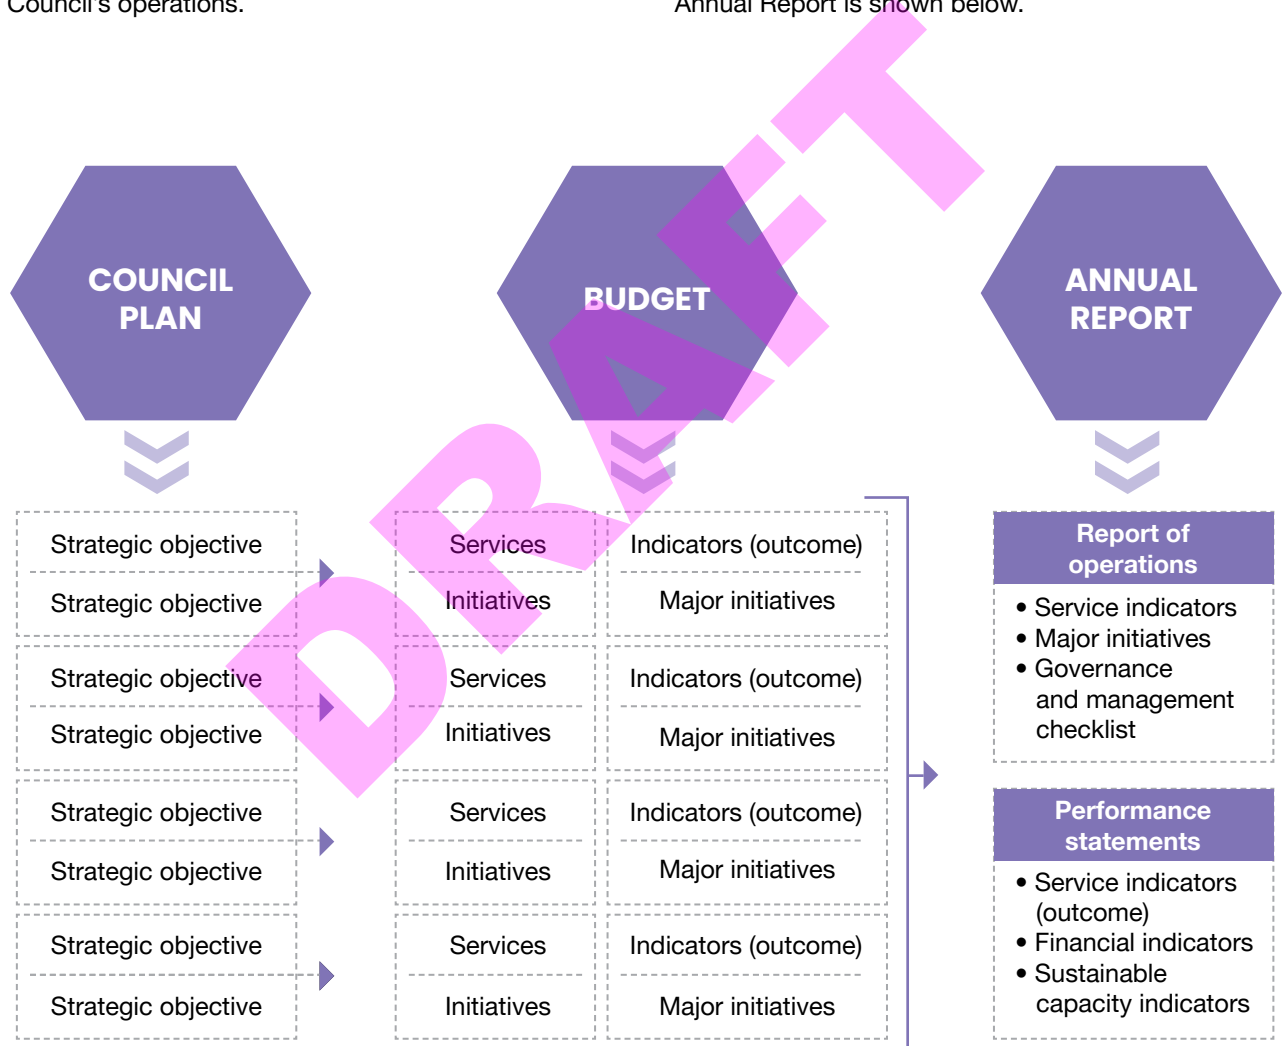 Council's operations.
Annual Report is shown below.
COUNCIL
PLAN
BUDGET
ANNUAL
REPORT
DRAFT
Strategic objective
Strategic objective
Strategic objective
Strategic objective
Strategic objective
Strategic objective
Strategic objective
Strategic objective
Services
Initiatives
Services
Initiatives
Services
Initiatives
Services
Initiatives
Indicators (outcome)
Major initiatives
Indicators (outcome)
Major initiatives
Indicators (outcome)
Major initiatives
Indicators (outcome)
Major initiatives
Report of
operations
• Service indicators
• Major initiatives
• Governance
and management
checklist
Performance
statements
• Service indicators
(outcome)
• Financial indicators
• Sustainable
capacity indicators